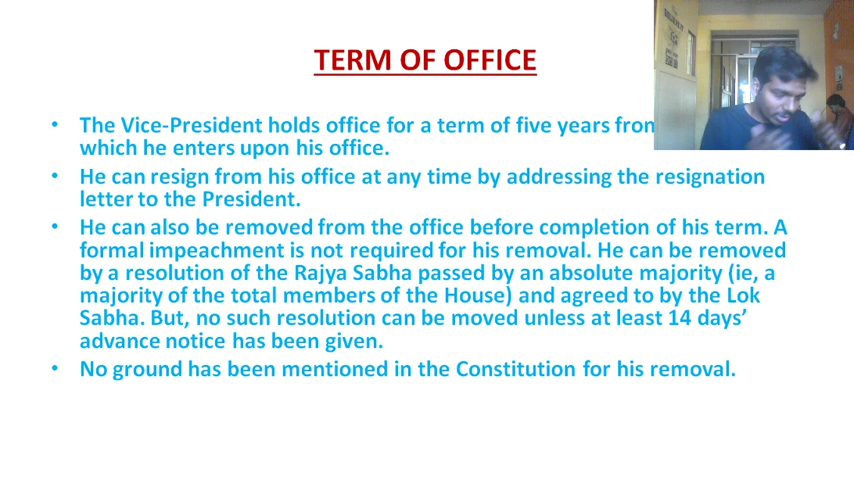 TERM OF OFFICE
• The Vice-President holds office for a term of five years from
which he enters upon his office.
• He can resign from his office at any time by addressing the resignation
letter to the President.
• He can also be removed from the office before completion of his term. A
formal impeachment is not required for his removal. He can be removed
by a resolution of the Rajya Sabha passed by an absolute majority (ie, a
majority of the total members of the House) and agreed to by the Lok
Sabha. But, no such resolution can be moved unless at least 14 days’
advance notice has been given.
• No ground has been mentioned in the Constitution for his removal.